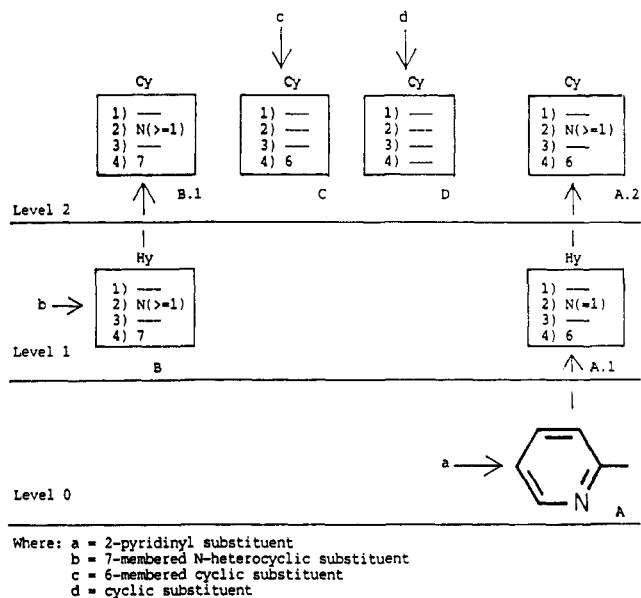 c d
Cy Cy Cy Cy
1) —— 1) —— 1) —— 1) ——
2) N(>=1) 2) —— 2) —— 2) N(>=1)
3) —— 3) —— 3) —— 3) ——
4) 7 4) 6 4) —— 4) 6
B.1 C D A.2
Level 2
Hy Hy
1) —— 1) ——
b 2) N(>=1) 2) N(=1)
3) —— 3) ——
4) 7 4) 6
Level 1
B A.1
a
N
Level 0 A
Where: a = 2-pyridinyl substituent
b = 7-membered N-heterocyclic substituent
c = 6-membered cyclic substituent
d = cyclic substituent